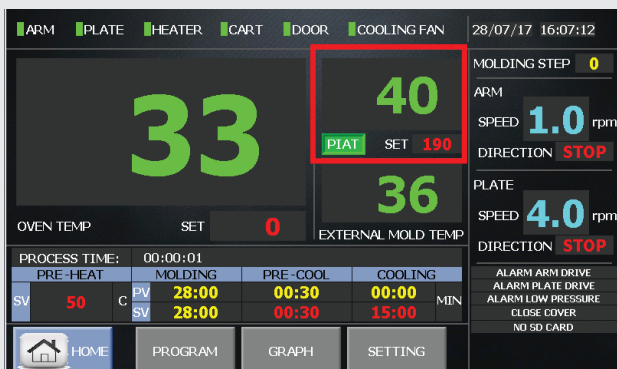 ARM PLATE HEATER CART DOOR COOLING FAN 28/07/17 16:07:12
33
OVEN TEMP SET 0
40
PIAT SET 190
36
EXTERNAL MOLD TEMP
MOLDING STEP 0
ARM
SPEED 1.0 rpm
DIRECTION STOP
PLATE
SPEED 4.0 rpm
DIRECTION STOP
PROCESS TIME: 00:00:01
PRE-HEAT MOLDING PRE-COOL COOLING
SV 50 C PV 28:00 00:30 00:00 MIN
SV 28:00 00:30 15:00
ALARM ARM DRIVE
ALARM PLATE DRIVE
ALARM LOW PRESSURE
CLOSE COVER
NO SD CARD
HOME PROGRAM GRAPH SETTING